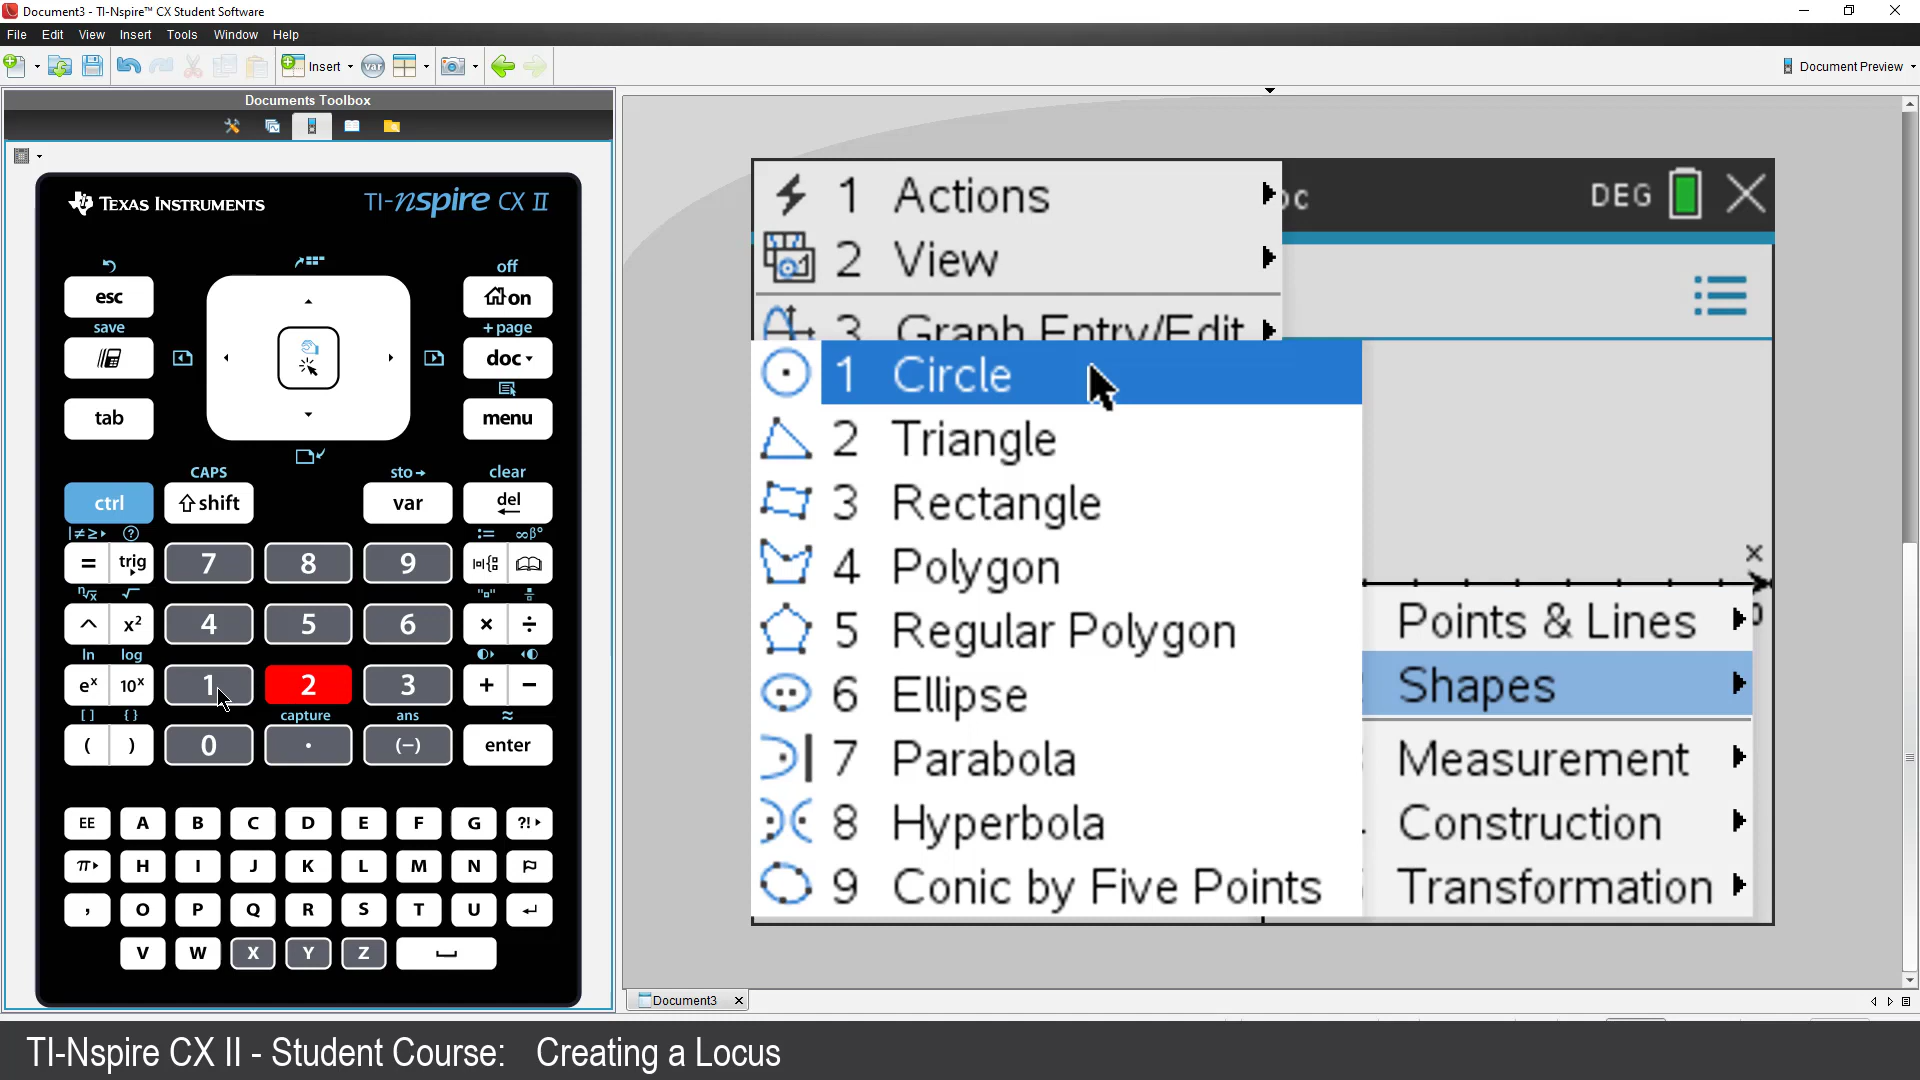 Document3 - TI-Nspire™ CX Student Software
File Edit View Insert Tools Window Help
Insert var Document Preview
Documents Toolbox
TEXAS INSTRUMENTS TI-nspire CX II
off
esc on
save + page
doc
tab menu
CAPS sto→ clear
ctrl shift var del
|≠≥▸ ? := ∞β°
= trig 7 8 9
ⁿ√x √ "▫"
^ x² 4 5 6 × ÷
ln log
eˣ 10ˣ 1 2 3 + −
[ ] { } capture ans ≈
( ) 0 . (−) enter
EE A B C D E F G ?!▸
π▸ H I J K L M N
, O P Q R S T U
V W X Y Z
1 Actions
2 View
3 Graph Entry/Edit
DEG
1 Circle
2 Triangle
3 Rectangle
4 Polygon
5 Regular Polygon
6 Ellipse
7 Parabola
8 Hyperbola
9 Conic by Five Points
x
Points & Lines
Shapes
Measurement
Construction
Transformation
Document3
TI-Nspire CX II - Student Course: Creating a Locus